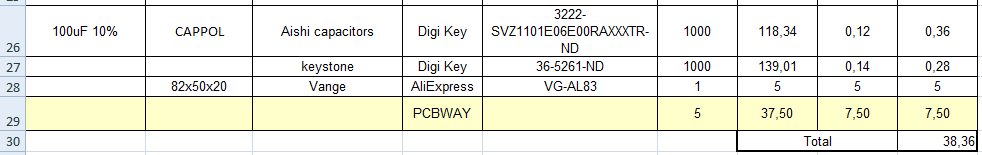 3222-
100uF 10% CAPPOL Aishi capacitors Digi Key SVZ1101E06E00RAXXXTR- 1000 118,34 0,12 0,36
26 ND
27 keystone Digi Key 36-5261-ND 1000 139,01 0,14 0,28
28 82x50x20 Vange AliExpress VG-AL83 1 5 5 5
29 PCBWAY 5 37,50 7,50 7,50
30 Total 38,36